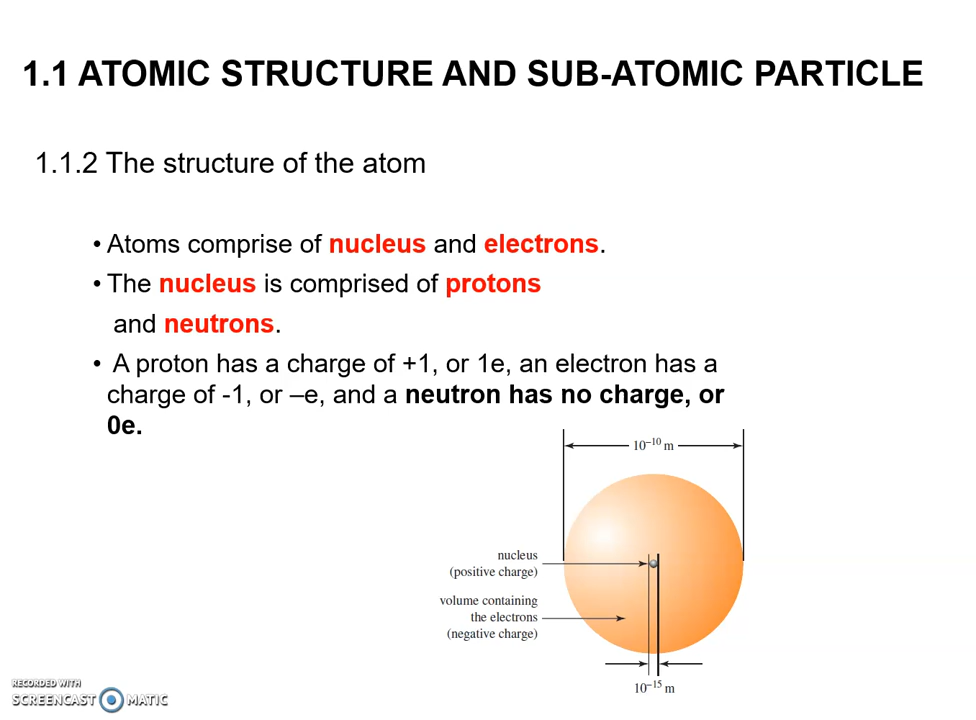 1.1 ATOMIC STRUCTURE AND SUB-ATOMIC PARTICLE
1.1.2 The structure of the atom
• Atoms comprise of nucleus and electrons.
• The nucleus is comprised of protons
and neutrons.
• A proton has a charge of +1, or 1e, an electron has a
charge of -1, or –e, and a neutron has no charge, or
0e.
10⁻¹⁰ m
nucleus
(positive charge)
volume containing
the electrons
(negative charge)
10⁻¹⁵ m
RECORDED WITH
SCREENCAST MATIC